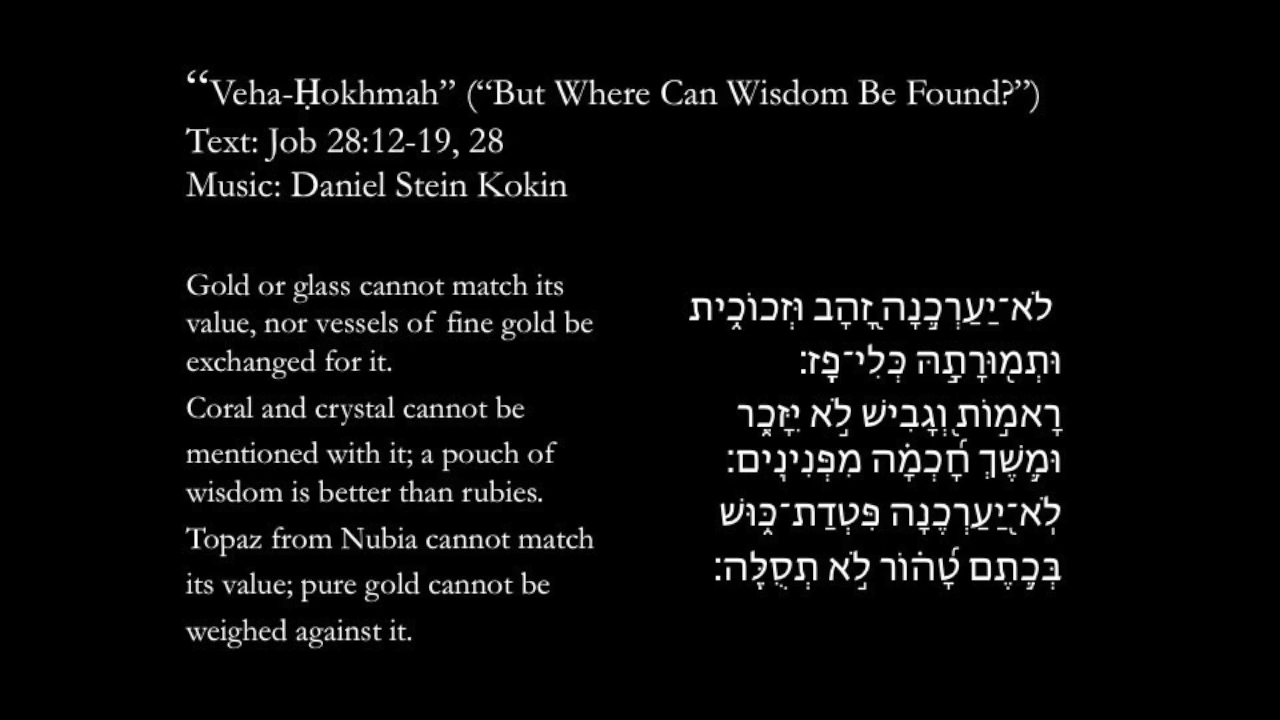 “Veha-Ḥokhmah” (“But Where Can Wisdom Be Found?”)
Text: Job 28:12-19, 28
Music: Daniel Stein Kokin
Gold or glass cannot match its
value, nor vessels of fine gold be
exchanged for it.
Coral and crystal cannot be
mentioned with it; a pouch of
wisdom is better than rubies.
Topaz from Nubia cannot match
its value; pure gold cannot be
weighed against it.
לֹא־יַעַרְכֶ֣נָּה זָ֭הָב וּזְכוֹכִ֑ית
וּתְמ֖וּרָתָ֣הּ כְּלִי־פָֽז׃
רָאמ֣וֹת וְ֭גָבִישׁ לֹ֣א יִזָּכֵ֑ר
וּמֶ֥שֶׁךְ חׇ֝כְמָ֗ה מִפְּנִינִֽים׃
לֹֽא־יַ֭עַרְכֶנָּה פִּטְדַת־כּ֑וּשׁ
בְּכֶ֥תֶם טָ֝ה֗וֹר לֹ֣א תְסֻלֶּֽה׃